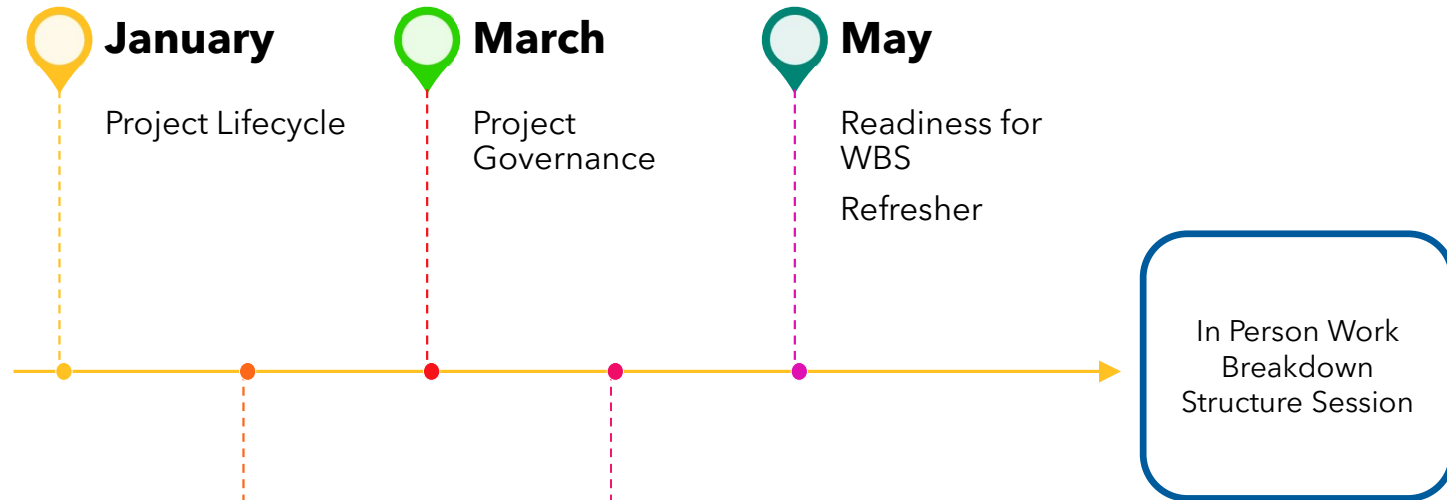 January
Project Lifecycle
March
Project
Governance
May
Readiness for
WBS
Refresher
In Person Work
Breakdown
Structure Session